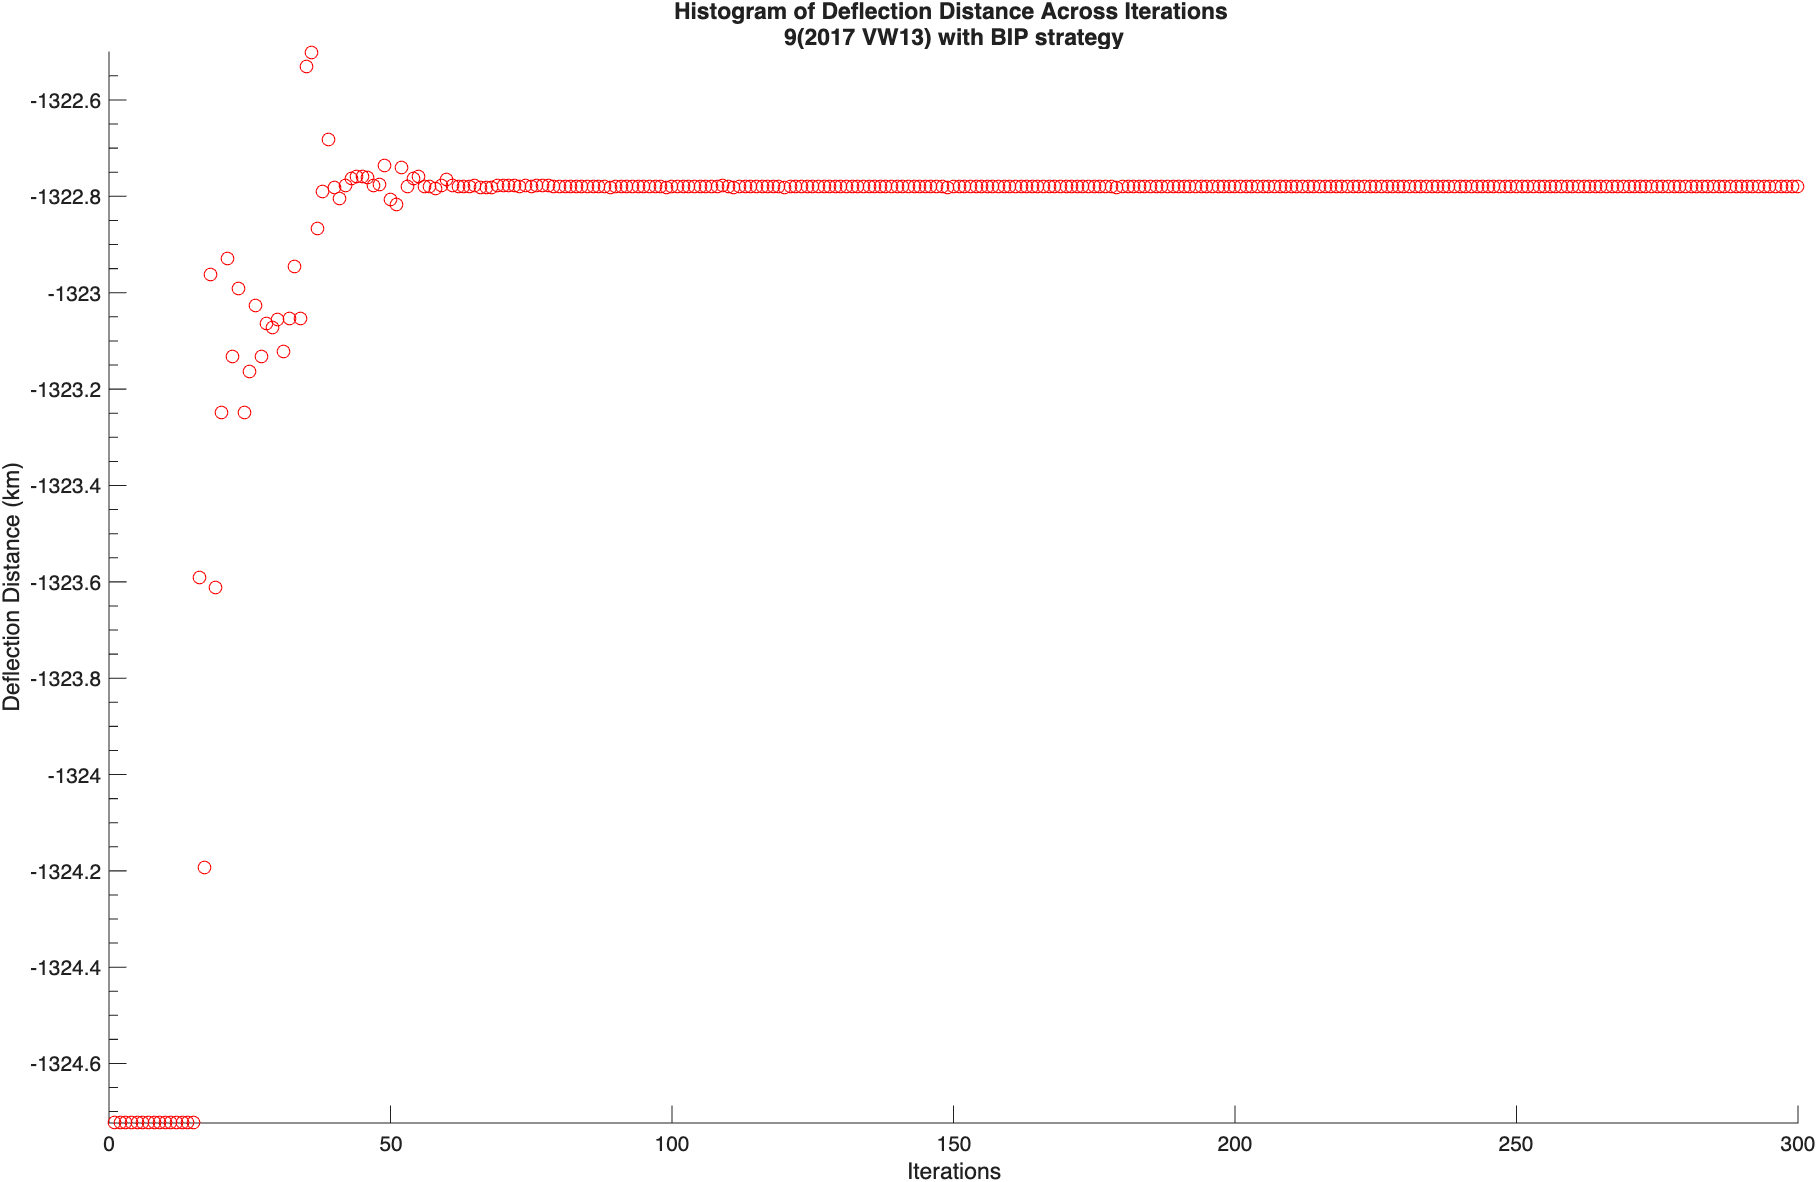 Histogram of Deflection Distance Across Iterations
9(2017 VW13) with BIP strategy
Deflection Distance (km)
-1322.6
-1322.8
-1323
-1323.2
-1323.4
-1323.6
-1323.8
-1324
-1324.2
-1324.4
-1324.6
0 50 100 150 200 250 300
Iterations